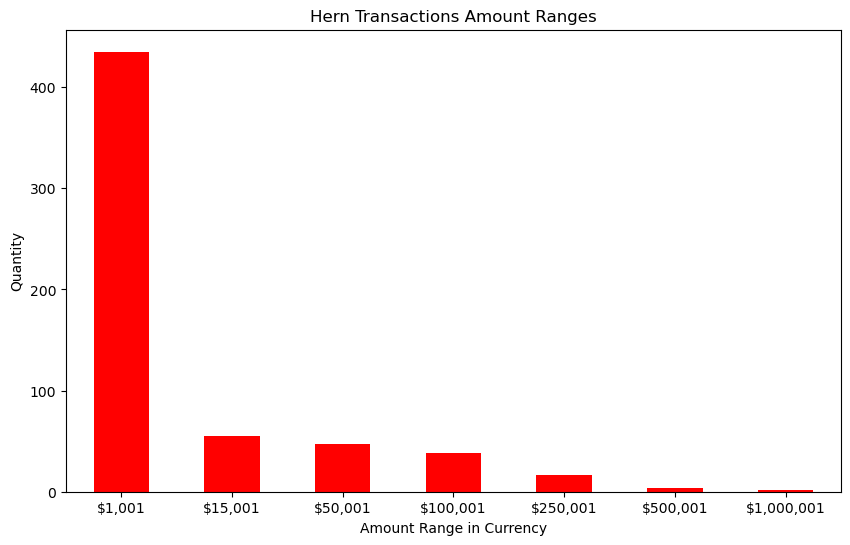 Hern Transactions Amount Ranges
Quantity
400
300
200
100
0
$1,001 $15,001 $50,001 $100,001 $250,001 $500,001 $1,000,001
Amount Range in Currency